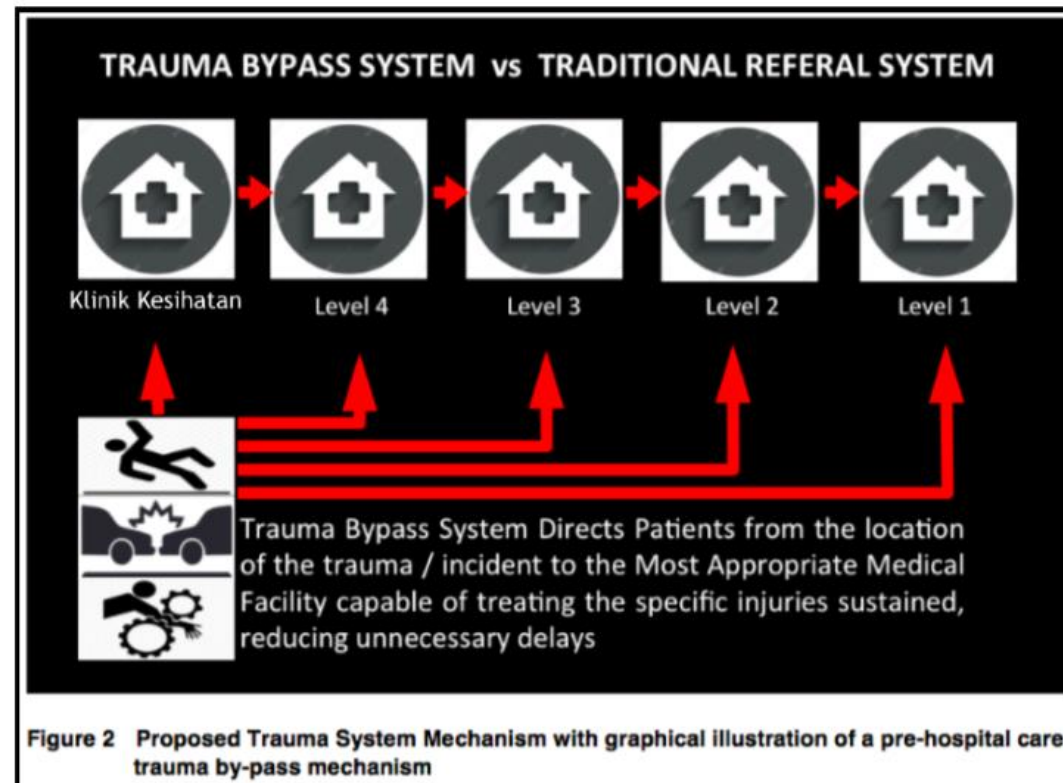 TRAUMA BYPASS SYSTEM vs TRADITIONAL REFERAL SYSTEM
Klinik Kesihatan
Level 4
Level 3
Level 2
Level 1
Trauma Bypass System Directs Patients from the location
of the trauma / incident to the Most Appropriate Medical
Facility capable of treating the specific injuries sustained,
reducing unnecessary delays
Figure 2 Proposed Trauma System Mechanism with graphical illustration of a pre-hospital care
trauma by-pass mechanism